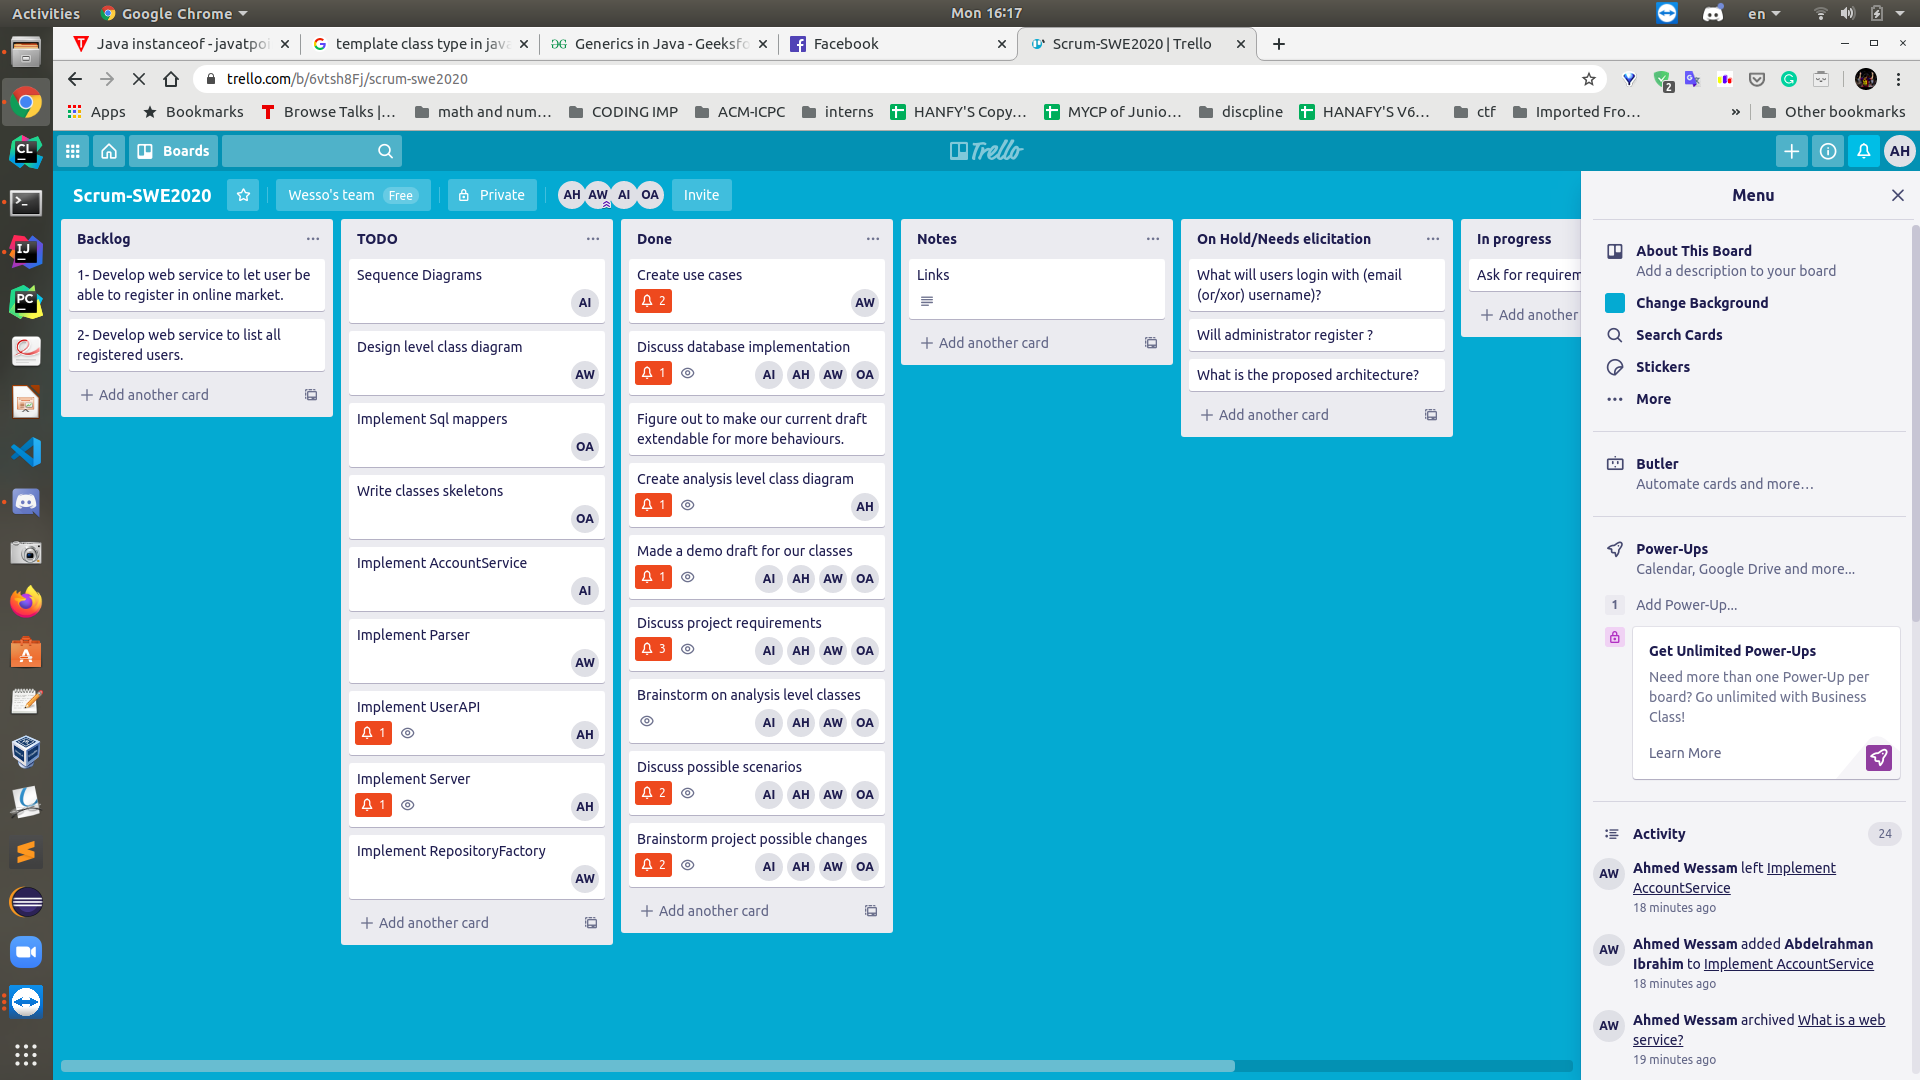 Activities
Google Chrome
Mon 16:17
en
Java instanceof - javatpoi
template class type in java
Generics in Java - Geeksfo
Facebook
Scrum-SWE2020 | Trello
trello.com/b/6vtsh8Fj/scrum-swe2020
2
Apps
Bookmarks
Browse Talks |...
math and num...
CODING IMP
ACM-ICPC
interns
HANFY'S Copy...
MYCP of Junio...
discpline
HANAFY'S V6...
ctf
Imported Fro...
»
Other bookmarks
Boards
Trello
AH
Scrum-SWE2020
Wesso's team Free
Private
AH AW AI OA
Invite
Backlog
1- Develop web service to let user be
able to register in online market.
2- Develop web service to list all
registered users.
+ Add another card
TODO
Sequence Diagrams
AI
Design level class diagram
AW
Implement Sql mappers
OA
Write classes skeletons
OA
Implement AccountService
AI
Implement Parser
AW
Implement UserAPI
1 AH
Implement Server
1 AH
Implement RepositoryFactory
AW
+ Add another card
Done
Create use cases
2 AW
Discuss database implementation
1 AI AH AW OA
Figure out to make our current draft
extendable for more behaviours.
Create analysis level class diagram
1 AH
Made a demo draft for our classes
1 AI AH AW OA
Discuss project requirements
3 AI AH AW OA
Brainstorm on analysis level classes
AI AH AW OA
Discuss possible scenarios
2 AI AH AW OA
Brainstorm project possible changes
2 AI AH AW OA
+ Add another card
Notes
Links
+ Add another card
On Hold/Needs elicitation
What will users login with (email
(or/xor) username)?
Will administrator register ?
What is the proposed architecture?
+ Add another card
In progress
Ask for requirem
+ Add another
Menu
About This Board
Add a description to your board
Change Background
Search Cards
Stickers
More
Butler
Automate cards and more…
Power-Ups
Calendar, Google Drive and more...
1 Add Power-Up...
Get Unlimited Power-Ups
Need more than one Power-Up per
board? Go unlimited with Business
Class!
Learn More
Activity
24
AW
Ahmed Wessam left Implement
AccountService
18 minutes ago
AW
Ahmed Wessam added Abdelrahman
Ibrahim to Implement AccountService
18 minutes ago
AW
Ahmed Wessam archived What is a web
service?
19 minutes ago
CL
IJ
PC